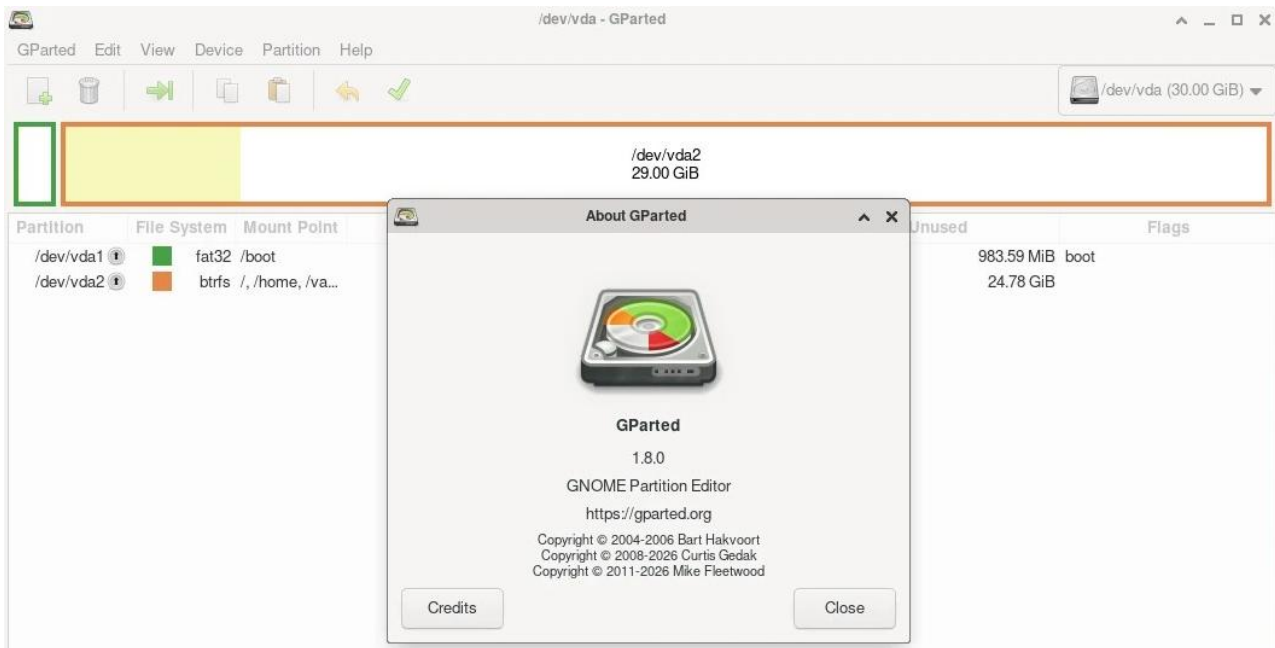 /dev/vda - GParted
GParted Edit View Device Partition Help
/dev/vda (30.00 GiB)
/dev/vda2
29.00 GiB
About GParted
Partition File System Mount Point Unused Flags
/dev/vda1 fat32 /boot 983.59 MiB boot
/dev/vda2 btrfs /, /home, /va... 24.78 GiB
GParted
1.8.0
GNOME Partition Editor
https://gparted.org
Copyright © 2004-2006 Bart Hakvoort
Copyright © 2008-2026 Curtis Gedak
Copyright © 2011-2026 Mike Fleetwood
Credits Close